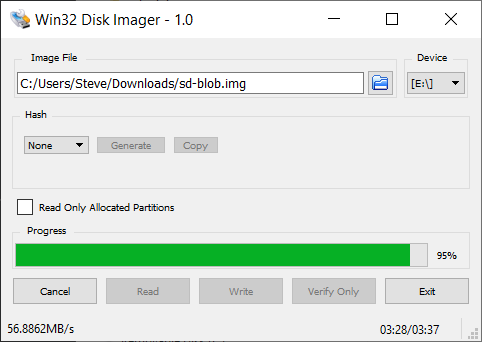 Win32 Disk Imager - 1.0
Image File
Device
C:/Users/Steve/Downloads/sd-blob.img
[E:\]
Hash
None
Generate
Copy
Read Only Allocated Partitions
Progress
95%
Cancel
Read
Write
Verify Only
Exit
56.8862MB/s
03:28/03:37